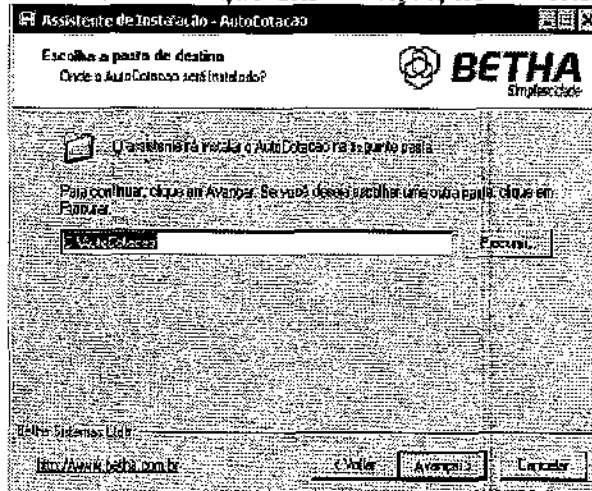 Assistente de Instalação - AutoCotacao
Escolha a pasta de destino
Onde o AutoCotacao será instalado?
BETHA
Simplescidade
O assistente irá instalar o AutoCotacao na seguinte pasta
Para continuar, clique em Avançar. Se você deseja escolher uma outra pasta, clique em
Procurar.
C:\AutoCotacao
Procurar...
Betha Sistemas Ltda
http://www.betha.com.br
< Voltar
Avançar >
Cancelar